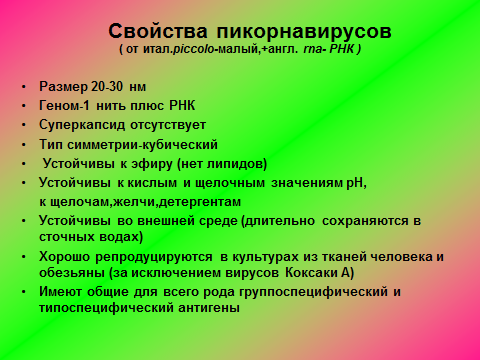 Свойства пикорнавирусов
( от итал.piccolo-малый,+англ. rna- РНК )
• Размер 20-30 нм
• Геном-1 нить плюс РНК
• Суперкапсид отсутствует
• Тип симметрии-кубический
• Устойчивы к эфиру (нет липидов)
• Устойчивы к кислым и щелочным значениям рН,
к щелочам,желчи,детергентам
• Устойчивы во внешней среде (длительно сохраняются в
сточных водах)
• Хорошо репродуцируются в культурах из тканей человека и
обезьяны (за исключением вирусов Коксаки А)
• Имеют общие для всего рода группоспецифический и
типоспецифический антигены